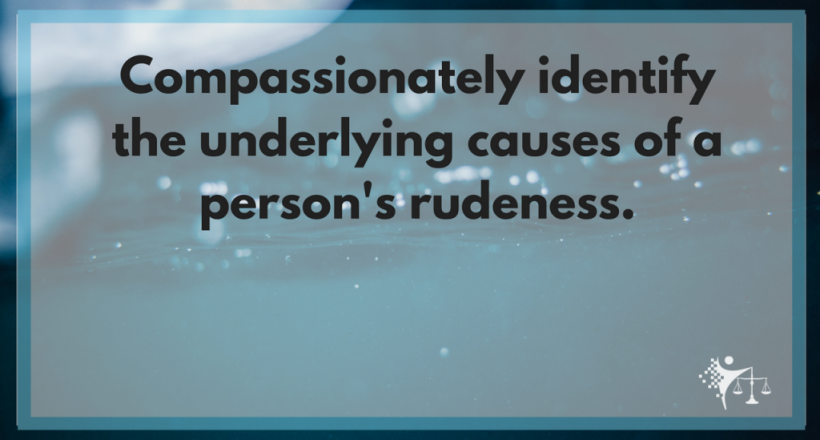 Compassionately identify
the underlying causes of a
person's rudeness.